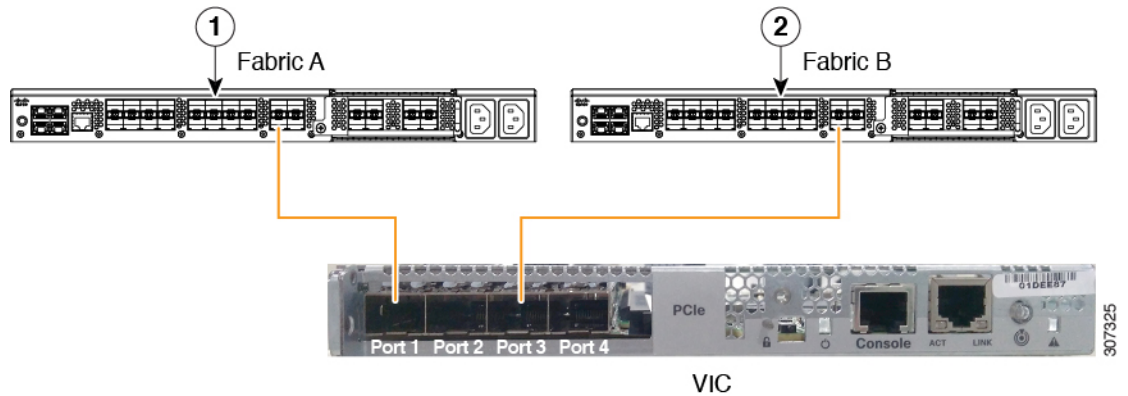 1
2
Fabric A
Fabric B
PCIe
01DEE87
Port 1 Port 2 Port 3 Port 4
Console ACT LINK
307325
VIC